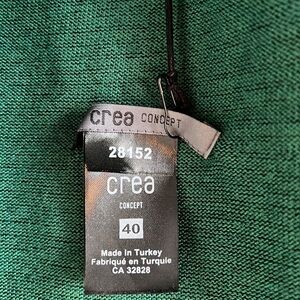 crea CONCEPT
28152
crea
CONCEPT
40
Made in Turkey
Fabriqué en Turquie
CA 32828